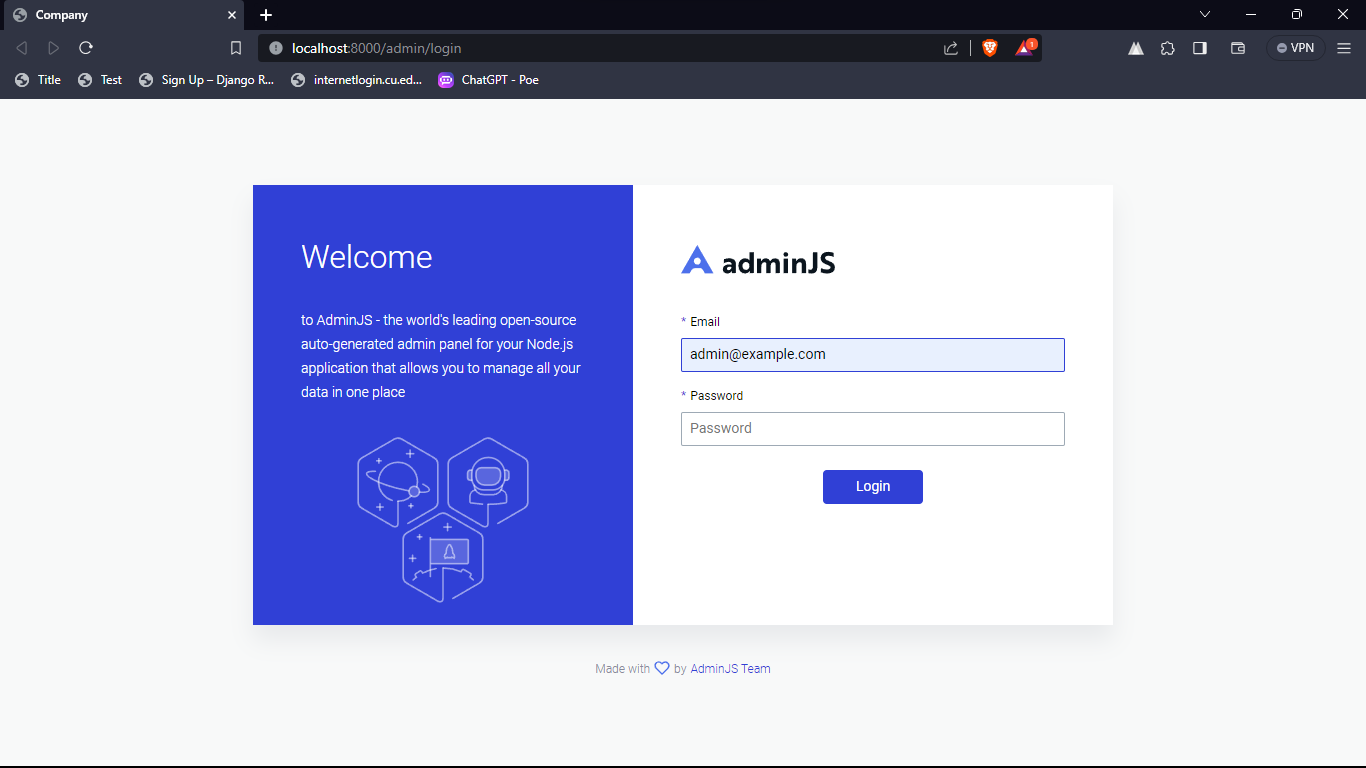 Company
localhost:8000/admin/login
1
VPN
Title
Test
Sign Up – Django R...
internetlogin.cu.ed...
ChatGPT - Poe
Welcome
to AdminJS - the world's leading open-source
auto-generated admin panel for your Node.js
application that allows you to manage all your
data in one place
adminJS
* Email
admin@example.com
* Password
Password
Login
Made with by AdminJS Team